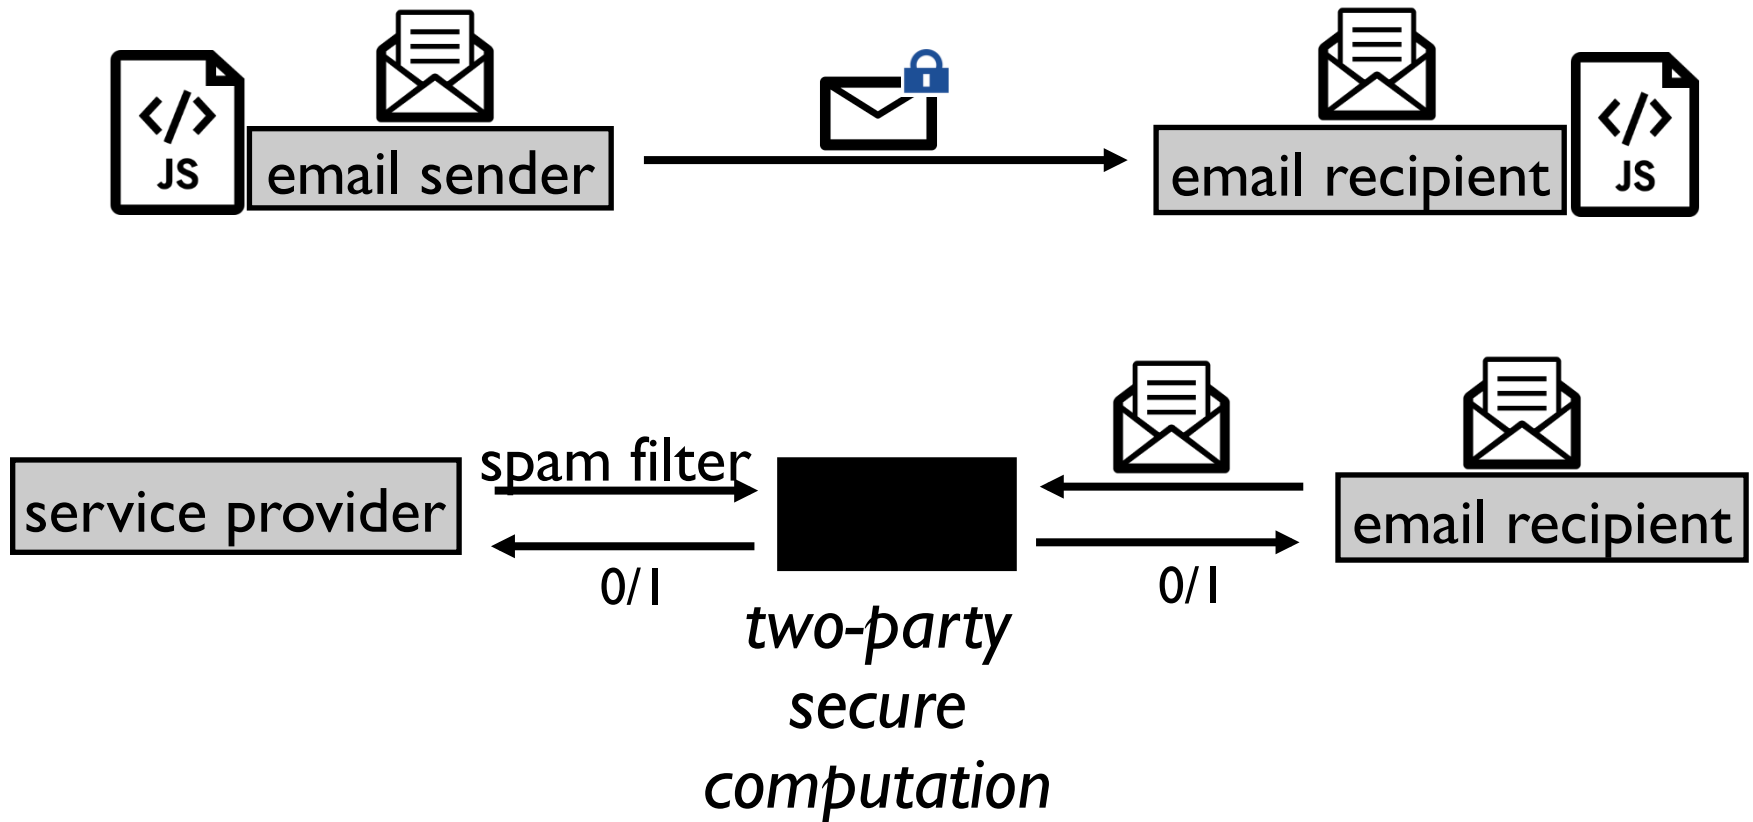 </>
JS
email sender
email recipient
</>
JS
service provider
spam filter
0/1
0/1
email recipient
two-party
secure
computation